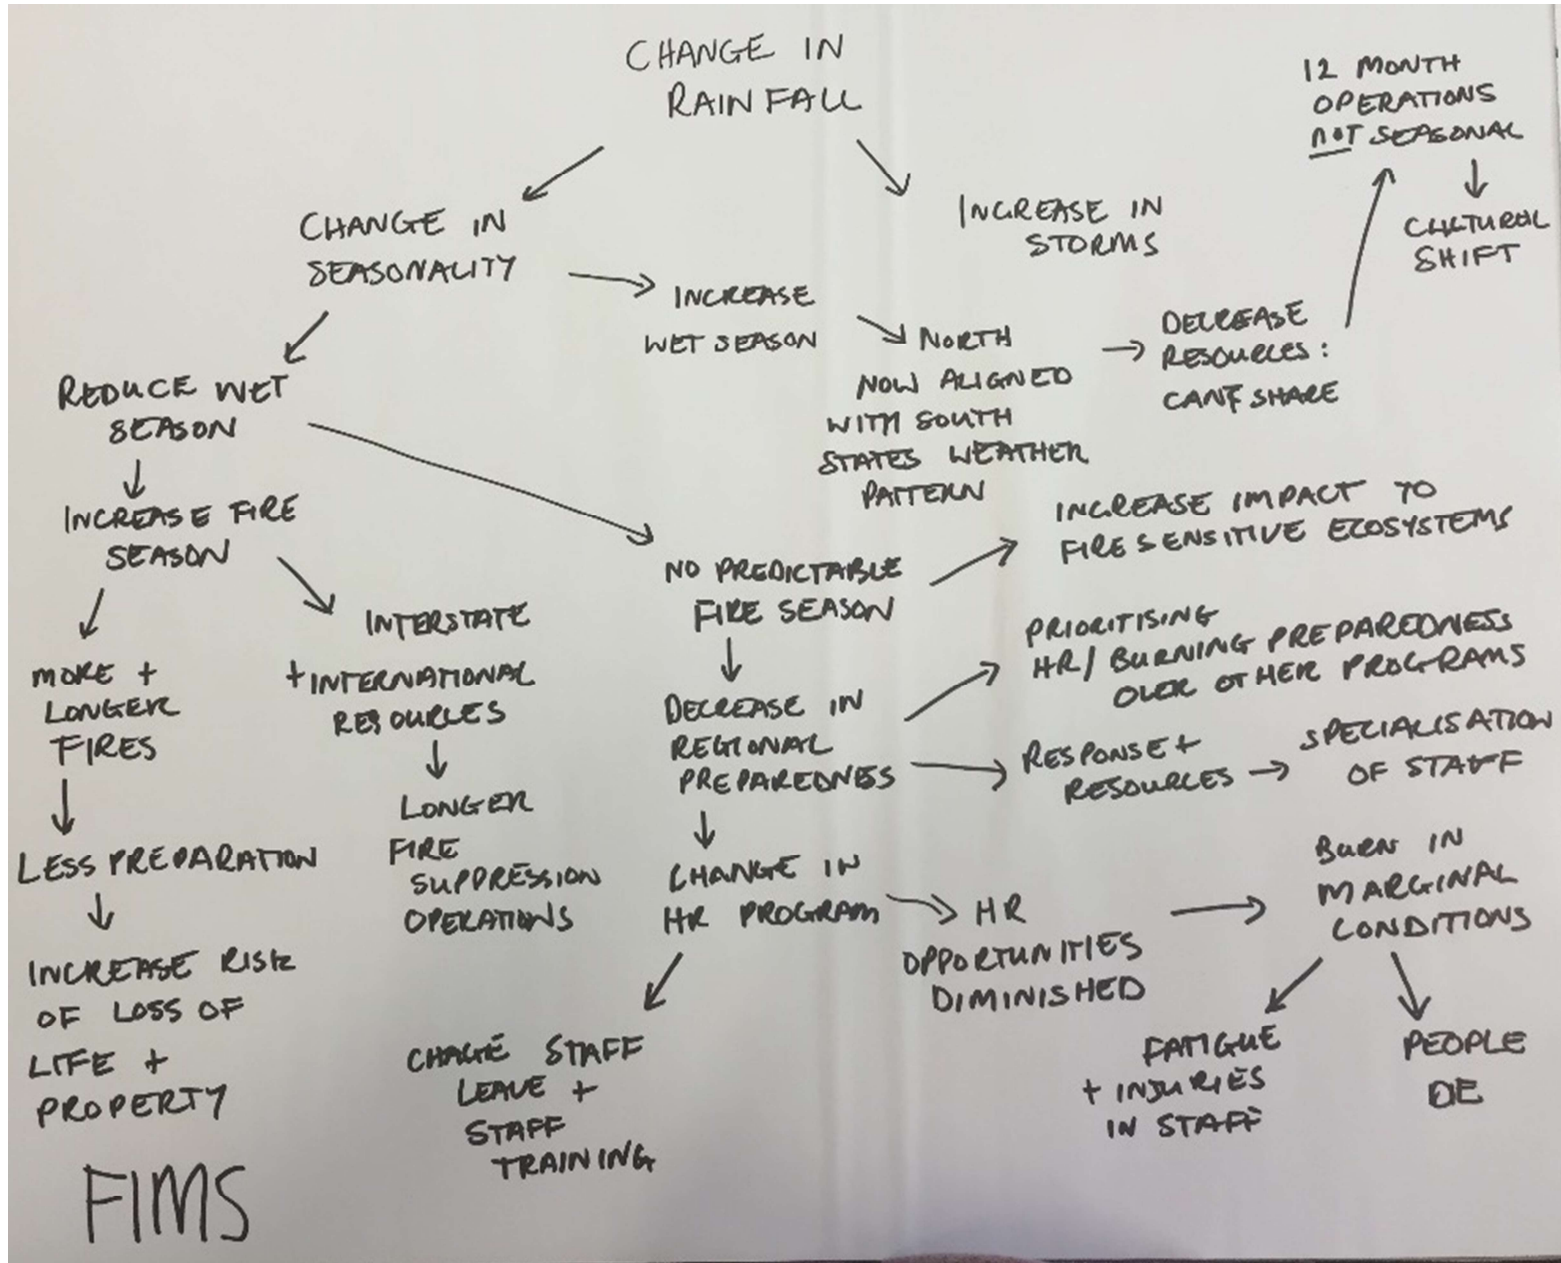 CHANGE IN
RAINFALL
12 MONTH
OPERATIONS
NOT SEASONAL
CULTURAL
SHIFT
INCREASE IN
STORMS
CHANGE IN
SEASONALITY
INCREASE
WET SEASON
NORTH
NOW ALIGNED
WITH SOUTH
STATES WEATHER
PATTERN
DECREASE
RESOURCES:
CAN'T SHARE
REDUCE WET
SEASON
INCREASE FIRE
SEASON
MORE +
LONGER
FIRES
LESS PREPARATION
INCREASE RISK
OF LOSS OF
LIFE +
PROPERTY
INTERSTATE
+ INTERNATIONAL
RESOURCES
LONGER
FIRE
SUPPRESSION
OPERATIONS
NO PREDICTABLE
FIRE SEASON
INCREASE IMPACT TO
FIRE SENSITIVE ECOSYSTEMS
DECREASE IN
REGIONAL
PREPAREDNESS
PRIORITISING
HR/BURNING PREPAREDNESS
OVER OTHER PROGRAMS
RESPONSE +
RESOURCES
SPECIALISATION
OF STAFF
CHANGE IN
HR PROGRAM
HR
OPPORTUNITIES
DIMINISHED
BURN IN
MARGINAL
CONDITIONS
FATIGUE
+ INJURIES
IN STAFF
PEOPLE
CHAGE STAFF
LEAVE +
STAFF
TRAINING
FIMS